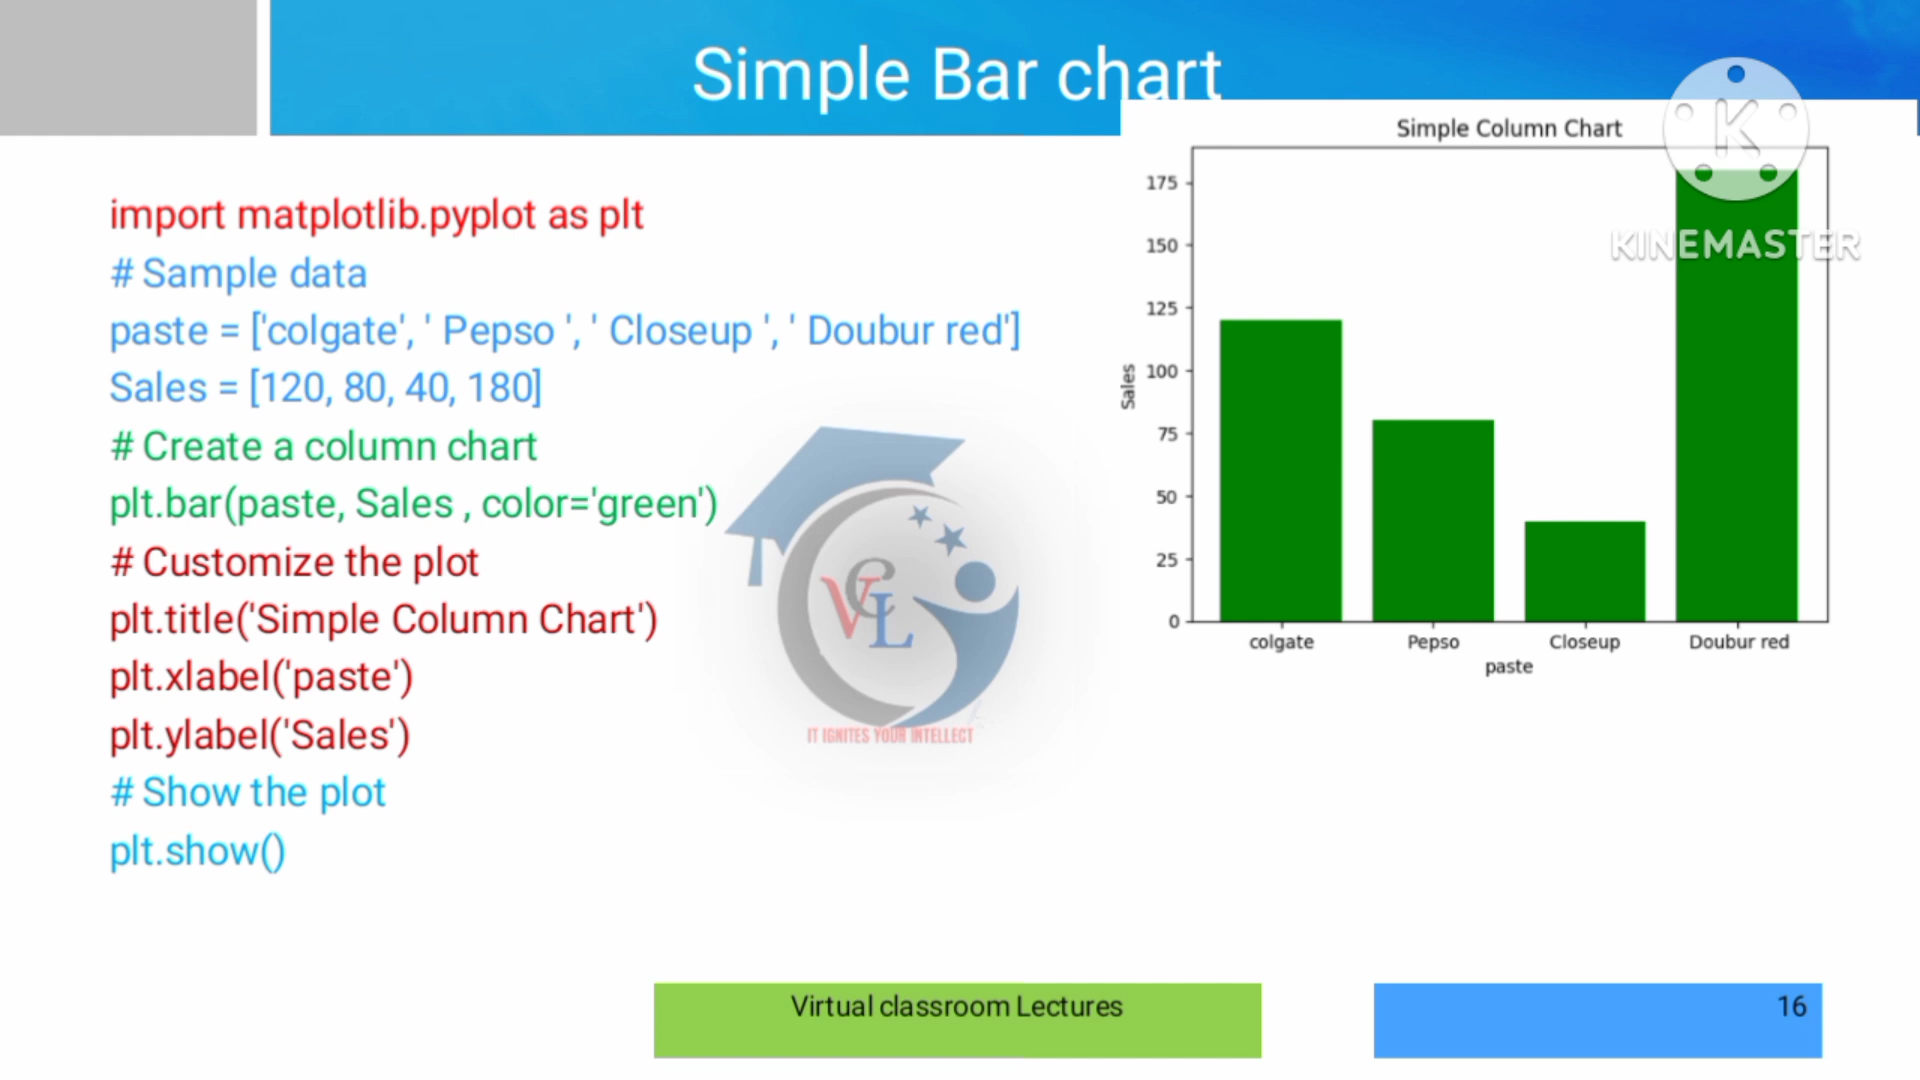 Simple Bar chart
import matplotlib.pyplot as plt
# Sample data
paste = ['colgate', ' Pepso ', ' Closeup ', ' Doubur red']
Sales = [120, 80, 40, 180]
# Create a column chart
plt.bar(paste, Sales , color='green')
# Customize the plot
plt.title('Simple Column Chart')
plt.xlabel('paste')
plt.ylabel('Sales')
# Show the plot
plt.show()
Simple Column Chart
K
KINEMASTER
175
150
125
100
75
50
25
0
Sales
colgate Pepso Closeup Doubur red
paste
VCL
IT IGNITES YOUR INTELLECT
Virtual classroom Lectures
16